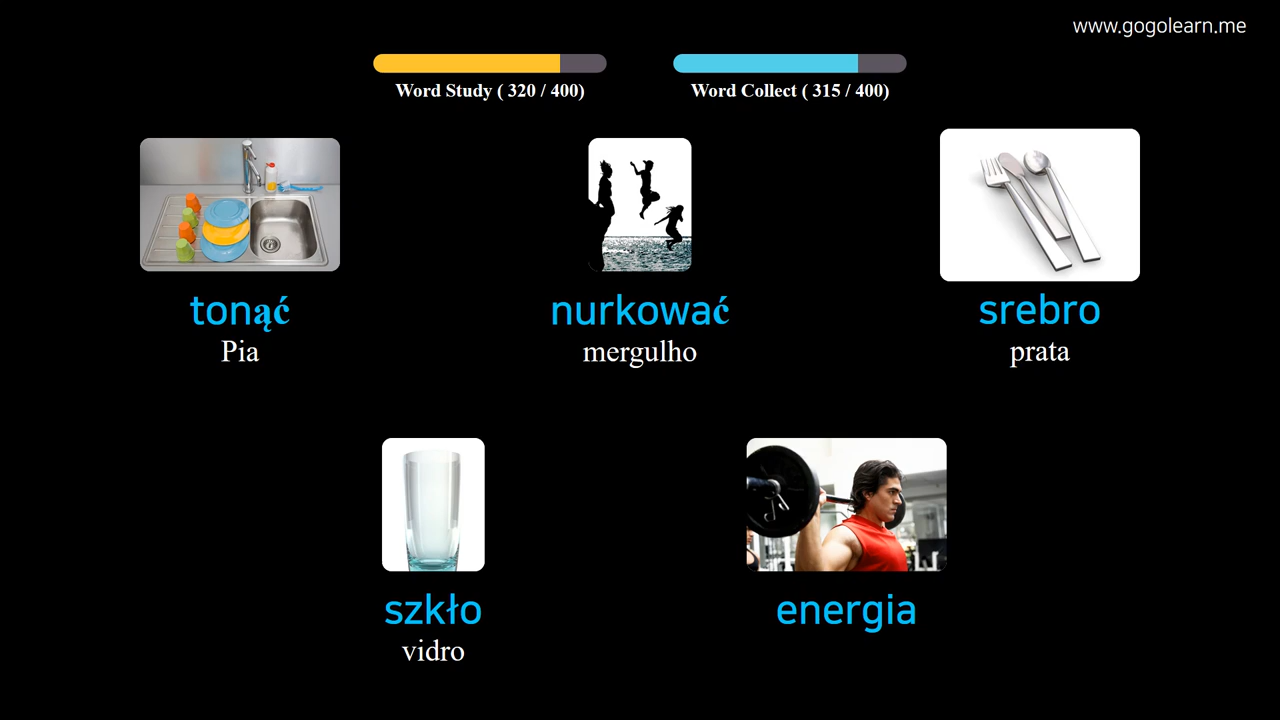 www.gogolearn.me
Word Study ( 320 / 400)
Word Collect ( 315 / 400)
tonąć
Pia
nurkować
mergulho
srebro
prata
szkło
vidro
energia